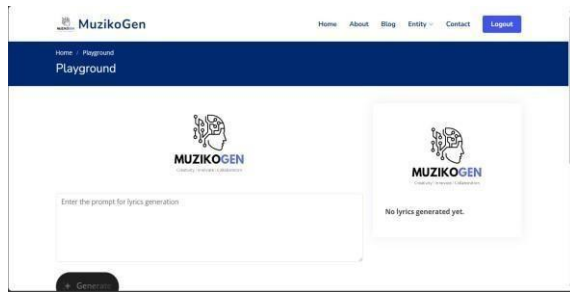 MuzikoGen
Home About Blog Entity Contact Logout
Home / Playground
Playground
MUZIKOGEN
MUZIKOGEN
Enter the prompt for lyrics generation
No lyrics generated yet.
+ Generate